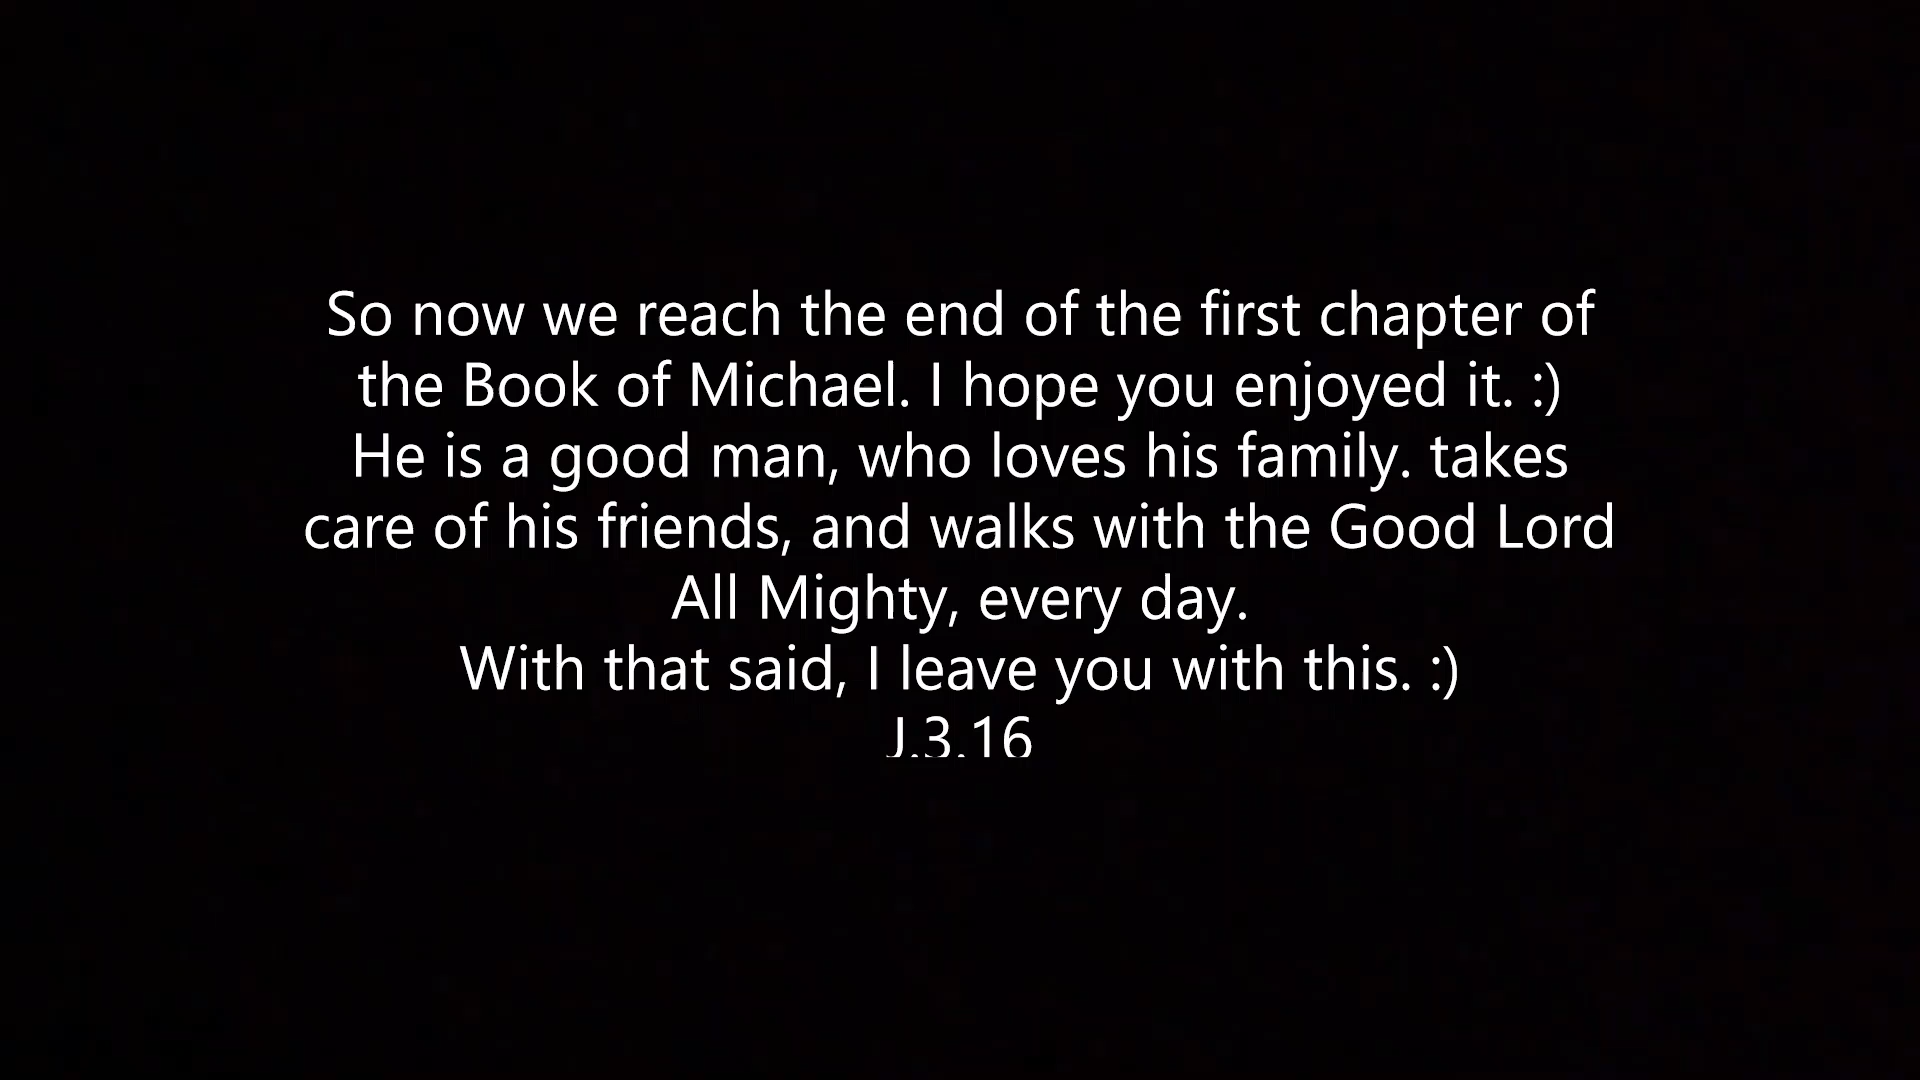 So now we reach the end of the first chapter of
the Book of Michael. I hope you enjoyed it. :)
He is a good man, who loves his family. takes
care of his friends, and walks with the Good Lord
All Mighty, every day.
With that said, I leave you with this. :)
J.3.16